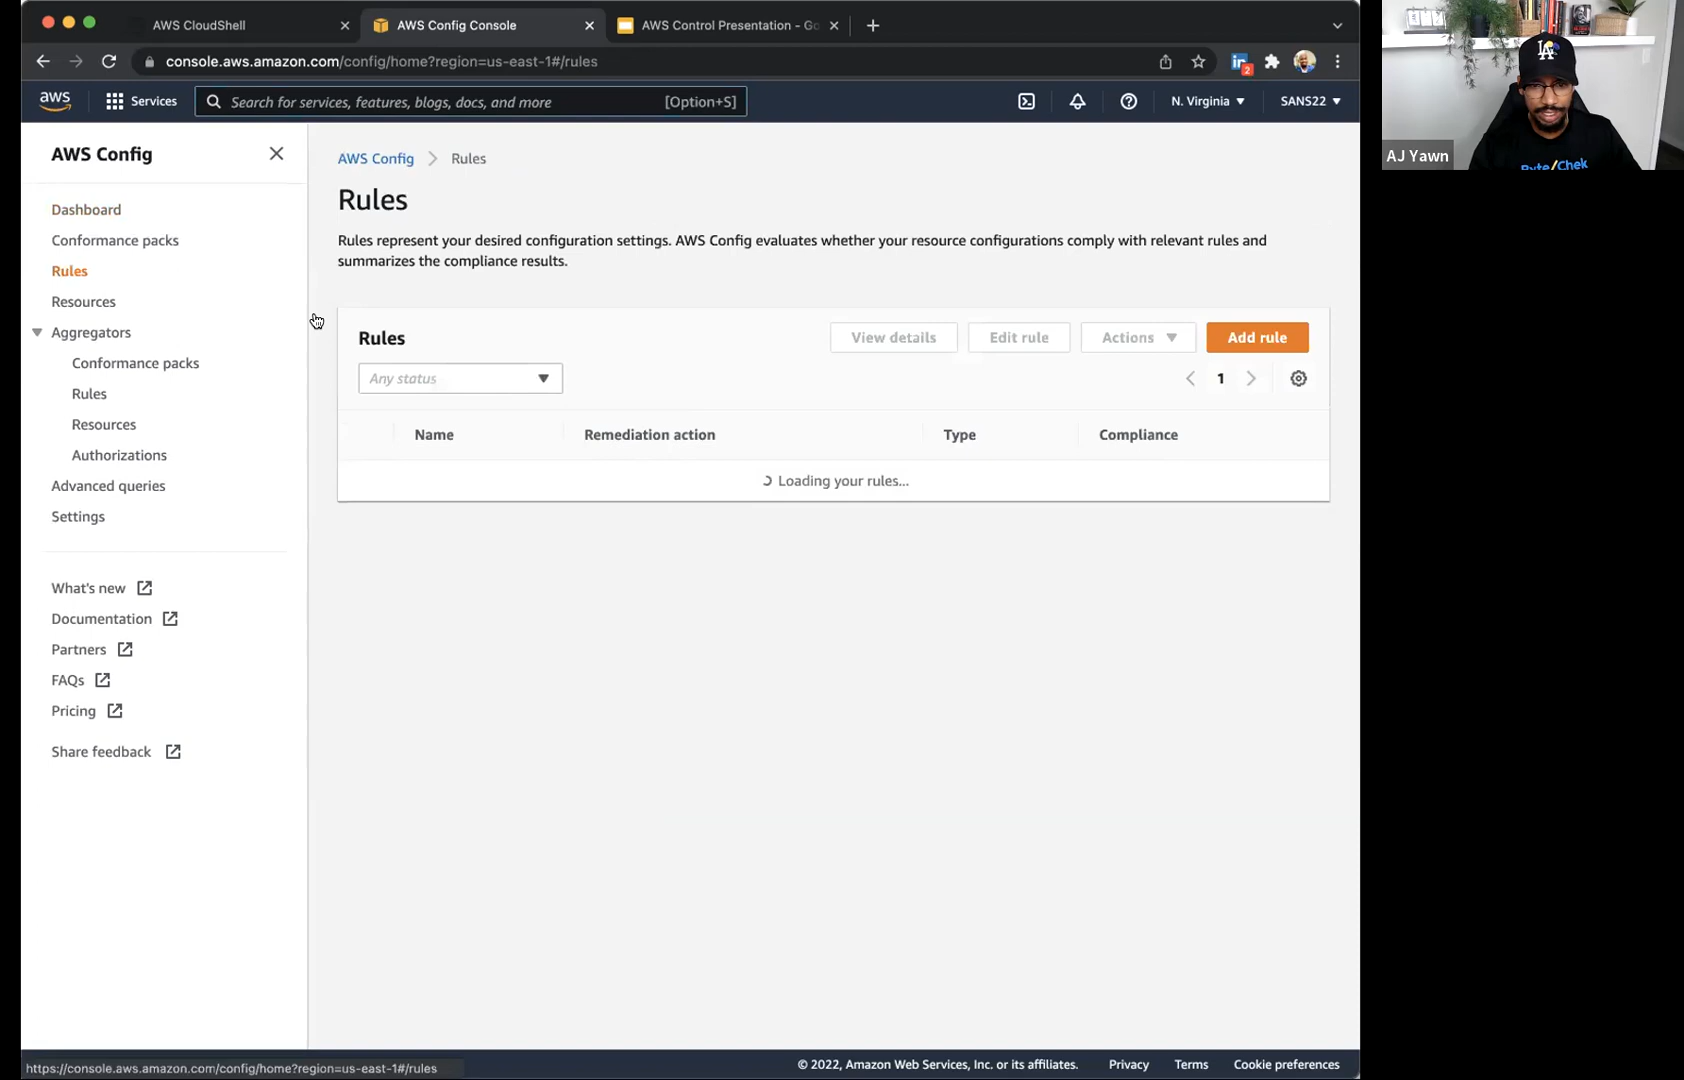 AWS CloudShell
AWS Config Console
AWS Control Presentation - Go
console.aws.amazon.com/config/home?region=us-east-1#/rules
2
aws
Services
Search for services, features, blogs, docs, and more
[Option+S]
N. Virginia
SANS22
AJ Yawn
LA
Byte/Chek
AWS Config
Dashboard
Conformance packs
Rules
Resources
Aggregators
Conformance packs
Rules
Resources
Authorizations
Advanced queries
Settings
What's new
Documentation
Partners
FAQs
Pricing
Share feedback
AWS Config
Rules
Rules
Rules represent your desired configuration settings. AWS Config evaluates whether your resource configurations comply with relevant rules and
summarizes the compliance results.
Rules
View details
Edit rule
Actions
Add rule
Any status
1
Name
Remediation action
Type
Compliance
Loading your rules...
https://console.aws.amazon.com/config/home?region=us-east-1#/rules
© 2022, Amazon Web Services, Inc. or its affiliates.
Privacy
Terms
Cookie preferences